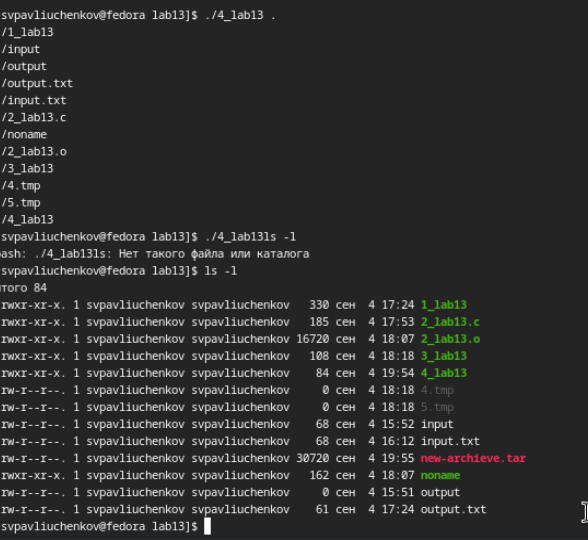 svpavliuchenkov@fedora lab13]$ ./4_lab13 .
/1_lab13
/input
/output
/output.txt
/input.txt
/2_lab13.c
/noname
/2_lab13.o
/3_lab13
/4.tmp
/5.tmp
/4_lab13
svpavliuchenkov@fedora lab13]$ ./4_lab13ls -l
ash: ./4_lab13ls: Нет такого файла или каталога
svpavliuchenkov@fedora lab13]$ ls -l
того 84
rwxr-xr-x. 1 svpavliuchenkov svpavliuchenkov 330 сен 4 17:24 1_lab13
rwxr-xr-x. 1 svpavliuchenkov svpavliuchenkov 185 сен 4 17:53 2_lab13.c
rwxr-xr-x. 1 svpavliuchenkov svpavliuchenkov 16720 сен 4 18:07 2_lab13.o
rwxr-xr-x. 1 svpavliuchenkov svpavliuchenkov 108 сен 4 18:18 3_lab13
rwxr-xr-x. 1 svpavliuchenkov svpavliuchenkov 84 сен 4 19:54 4_lab13
rw-r--r--. 1 svpavliuchenkov svpavliuchenkov 0 сен 4 18:18 4.tmp
rw-r--r--. 1 svpavliuchenkov svpavliuchenkov 0 сен 4 18:18 5.tmp
rw-r--r--. 1 svpavliuchenkov svpavliuchenkov 68 сен 4 15:52 input
rw-r--r--. 1 svpavliuchenkov svpavliuchenkov 68 сен 4 16:12 input.txt
rw-r--r--. 1 svpavliuchenkov svpavliuchenkov 30720 сен 4 19:55 new-archieve.tar
rwxr-xr-x. 1 svpavliuchenkov svpavliuchenkov 162 сен 4 18:07 noname
rw-r--r--. 1 svpavliuchenkov svpavliuchenkov 0 сен 4 15:51 output
rw-r--r--. 1 svpavliuchenkov svpavliuchenkov 61 сен 4 17:24 output.txt
svpavliuchenkov@fedora lab13]$